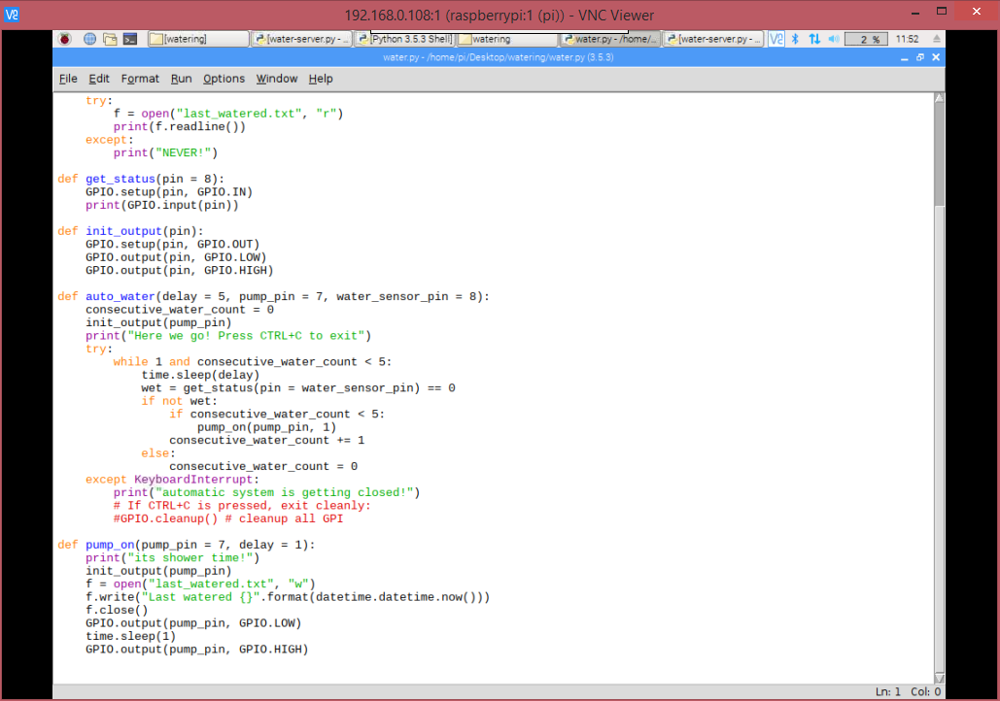 192.168.0.108:1 (raspberrypi:1 (pi)) - VNC Viewer
[watering] [water-server.py - ... [Python 3.5.3 Shell] watering water.py - /home/... [water-server.py - ... 2 % 11:52
water.py - /home/pi/Desktop/watering/water.py (3.5.3)
File Edit Format Run Options Window Help
    try:
        f = open("last_watered.txt", "r")
        print(f.readline())
    except:
        print("NEVER!")
def get_status(pin = 8):
    GPIO.setup(pin, GPIO.IN)
    print(GPIO.input(pin))
def init_output(pin):
    GPIO.setup(pin, GPIO.OUT)
    GPIO.output(pin, GPIO.LOW)
    GPIO.output(pin, GPIO.HIGH)
def auto_water(delay = 5, pump_pin = 7, water_sensor_pin = 8):
    consecutive_water_count = 0
    init_output(pump_pin)
    print("Here we go! Press CTRL+C to exit")
    try:
        while 1 and consecutive_water_count < 5:
            time.sleep(delay)
            wet = get_status(pin = water_sensor_pin) == 0
            if not wet:
                if consecutive_water_count < 5:
                    pump_on(pump_pin, 1)
                consecutive_water_count += 1
            else:
                consecutive_water_count = 0
    except KeyboardInterrupt:
        print("automatic system is getting closed!")
        # If CTRL+C is pressed, exit cleanly:
        #GPIO.cleanup() # cleanup all GPI
def pump_on(pump_pin = 7, delay = 1):
    print("its shower time!")
    init_output(pump_pin)
    f = open("last_watered.txt", "w")
    f.write("Last watered {}".format(datetime.datetime.now()))
    f.close()
    GPIO.output(pump_pin, GPIO.LOW)
    time.sleep(1)
    GPIO.output(pump_pin, GPIO.HIGH)
Ln: 1 Col: 0